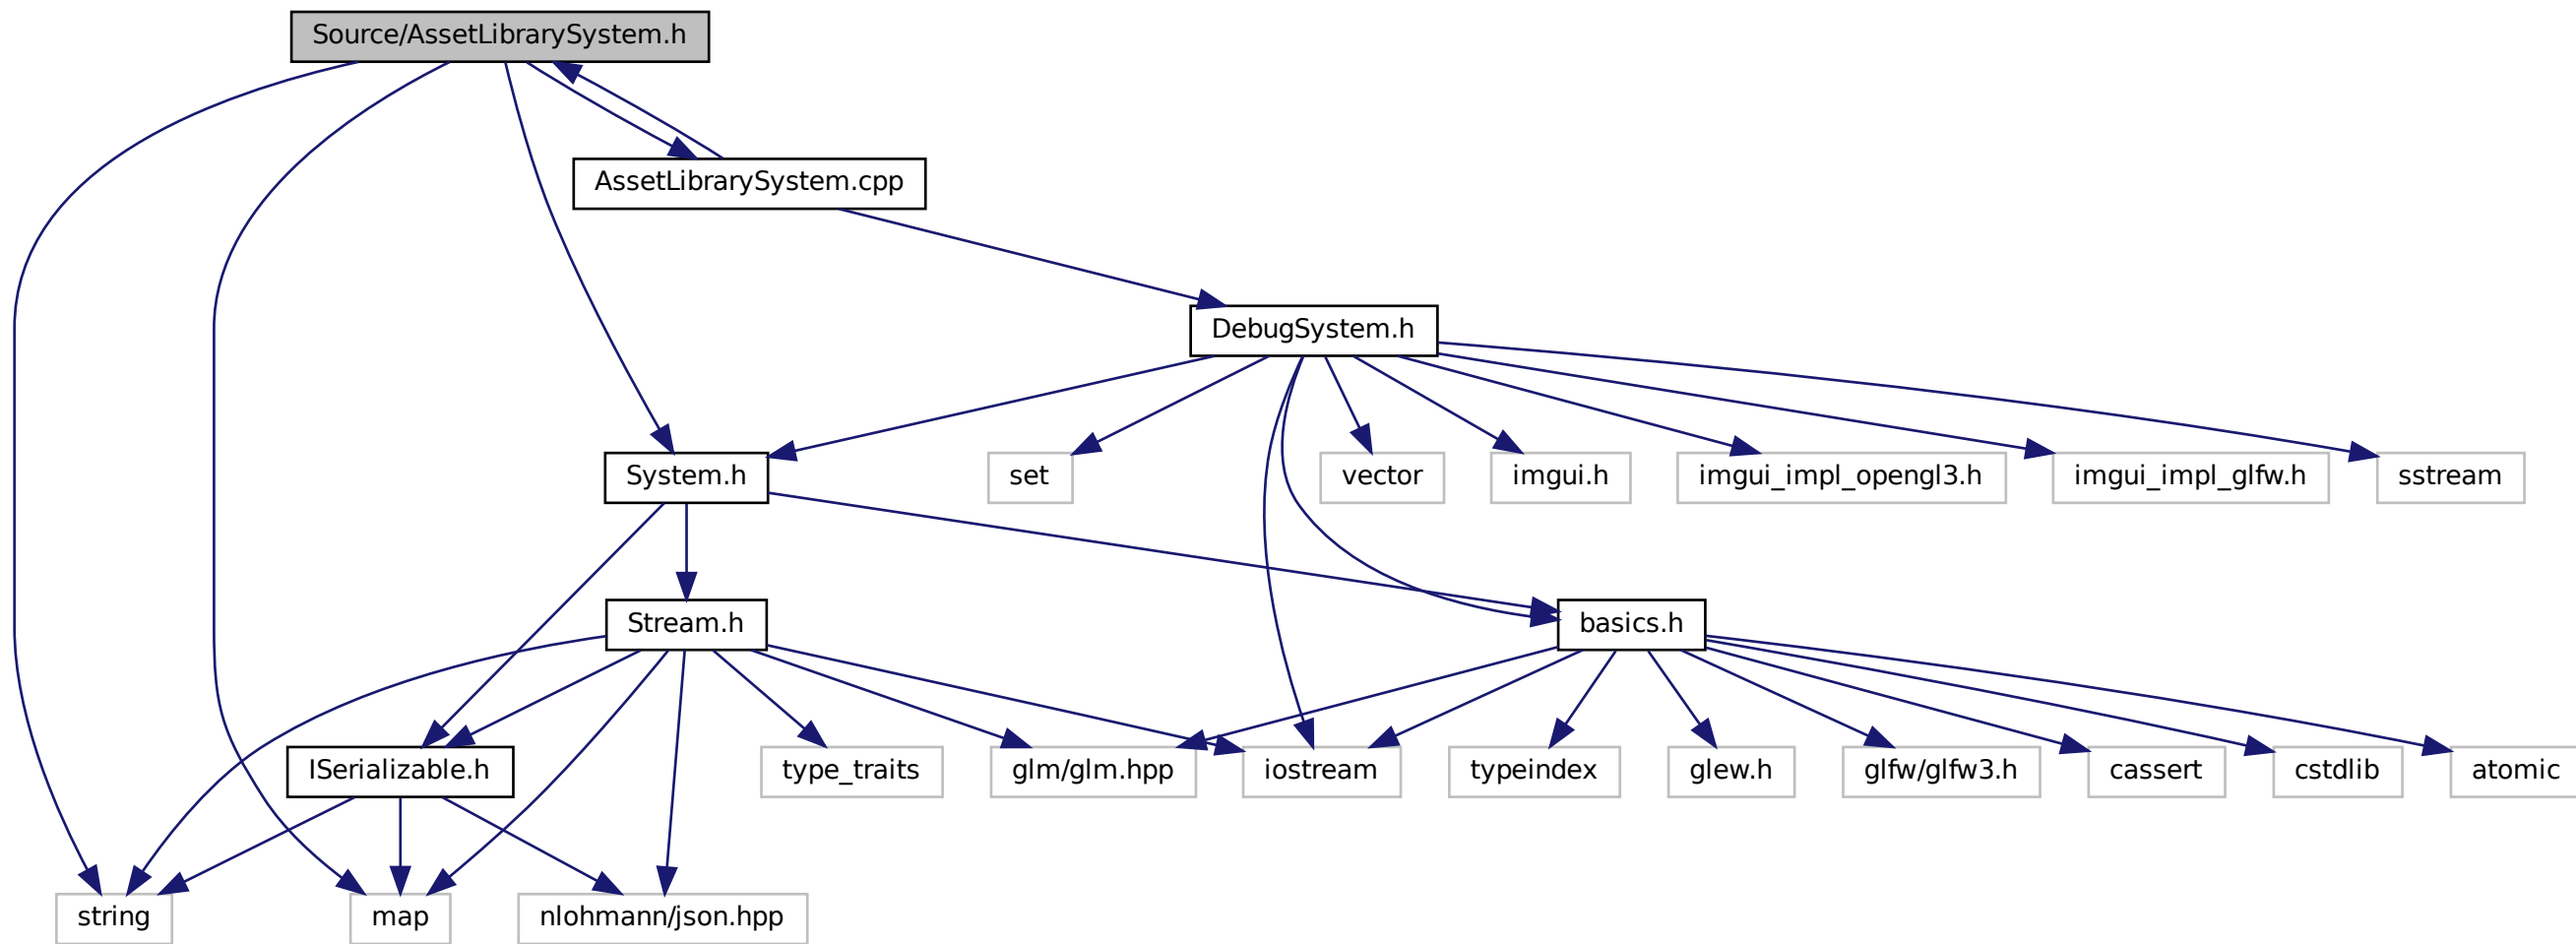 Source/AssetLibrarySystem.h
AssetLibrarySystem.cpp
DebugSystem.h
System.h
set
vector
imgui.h
imgui_impl_opengl3.h
imgui_impl_glfw.h
sstream
Stream.h
basics.h
ISerializable.h
type_traits
glm/glm.hpp
iostream
typeindex
glew.h
glfw/glfw3.h
cassert
cstdlib
atomic
string
map
nlohmann/json.hpp